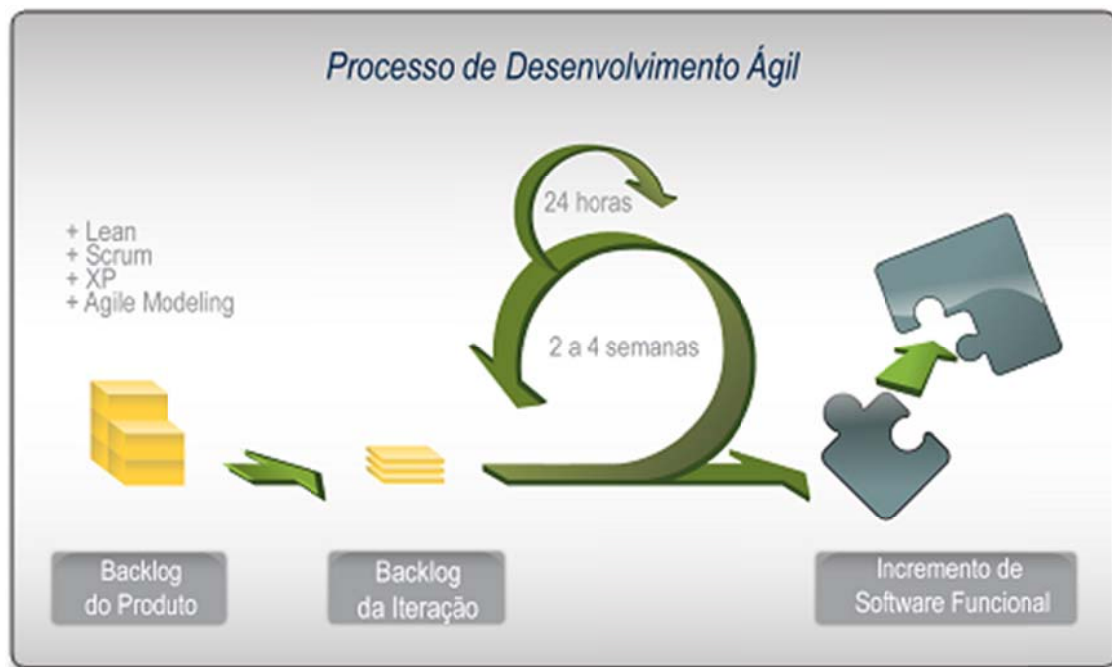 Processo de Desenvolvimento Ágil
24 horas
+ Lean
+ Scrum
+ XP
+ Agile Modeling
2 a 4 semanas
Backlog
do Produto
Backlog
da Iteração
Incremento de
Software Funcional